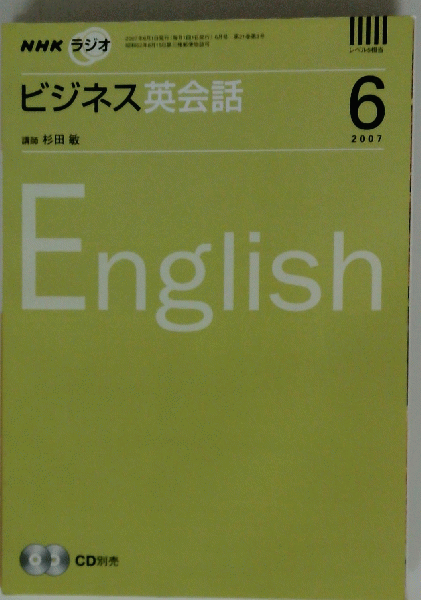 NHK ラジオ
ビジネス英会話
講師 杉田 敏
6
2007
English
CD別売